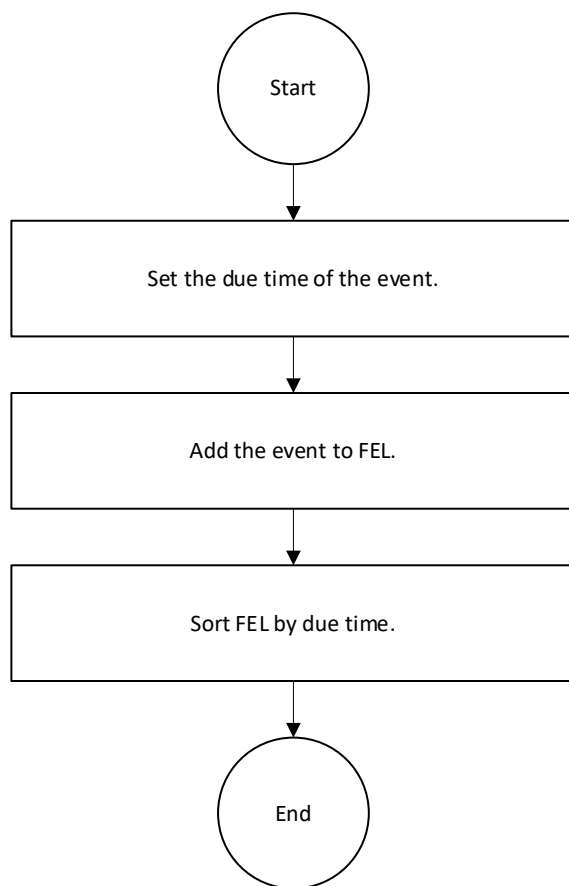 Start
Set the due time of the event.
Add the event to FEL.
Sort FEL by due time.
End